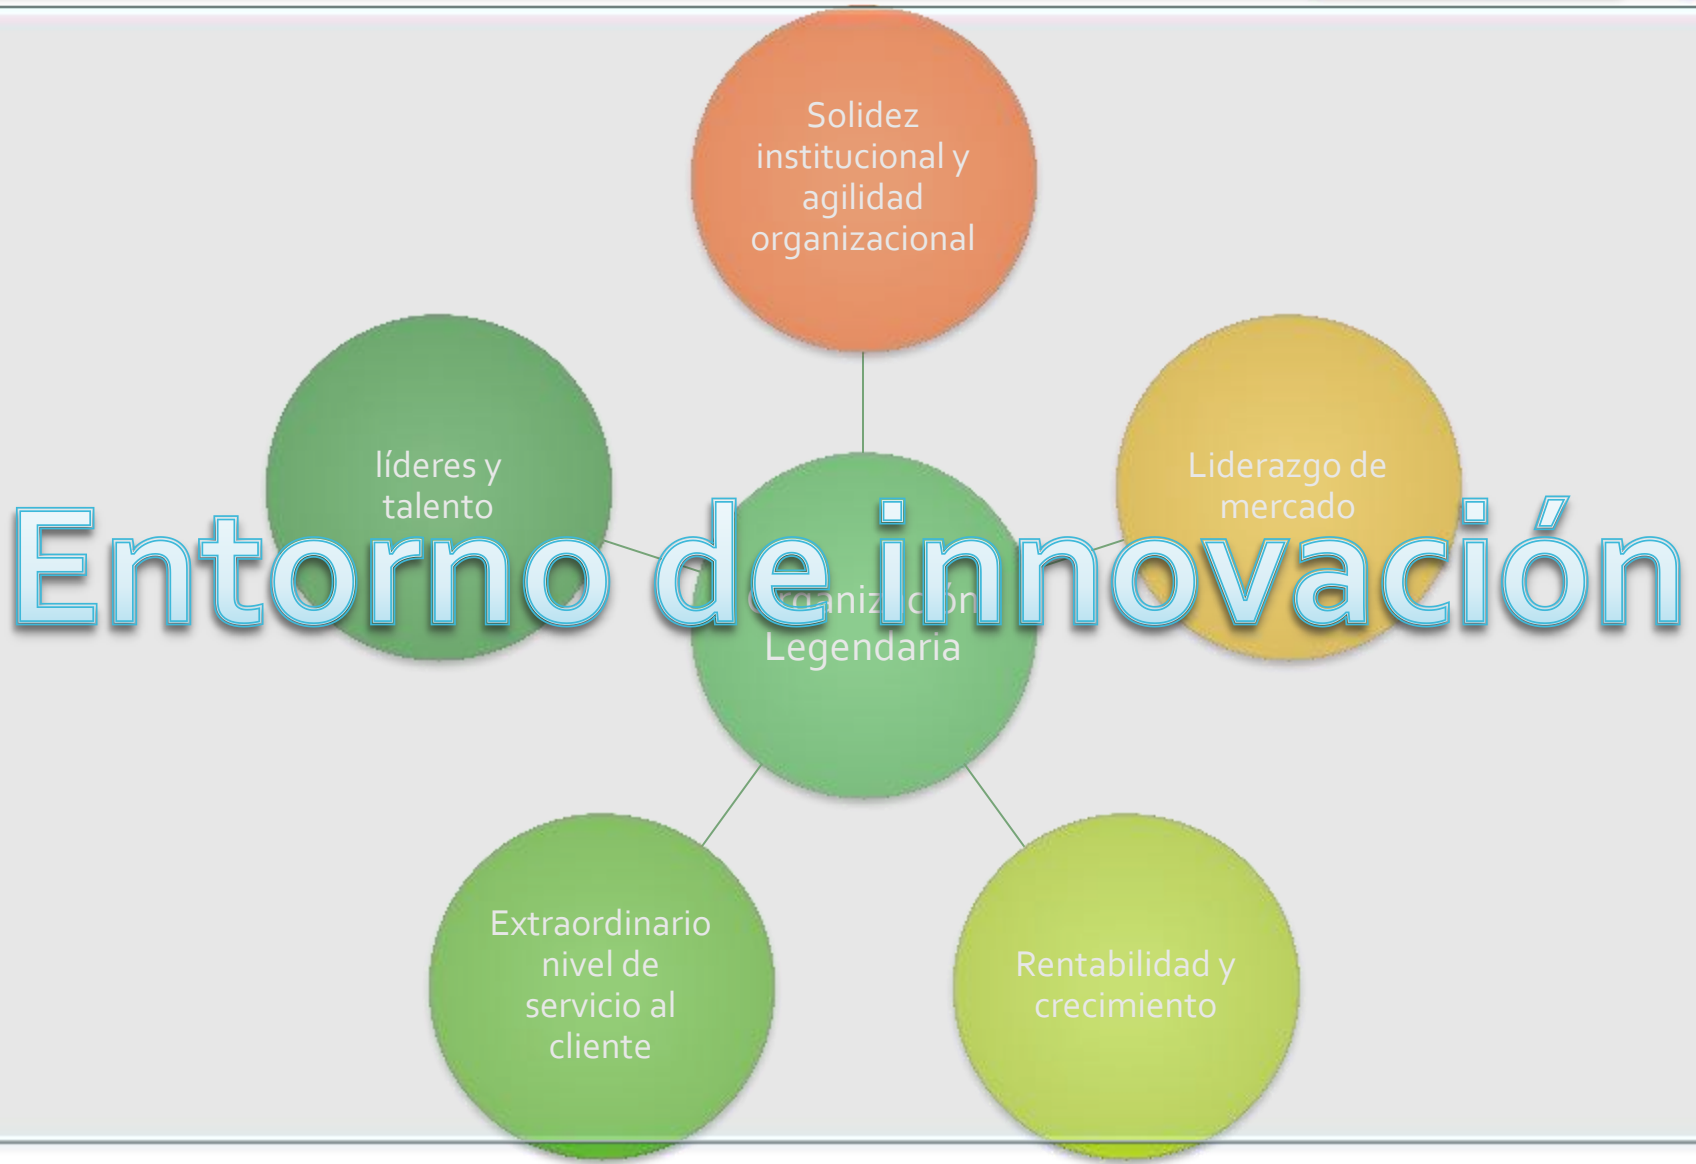 Solidez
institucional y
agilidad
organizacional
líderes y
talento
Liderazgo de
mercado
Entorno de innovación
Organización
Legendaria
Extraordinario
nivel de
servicio al
cliente
Rentabilidad y
crecimiento